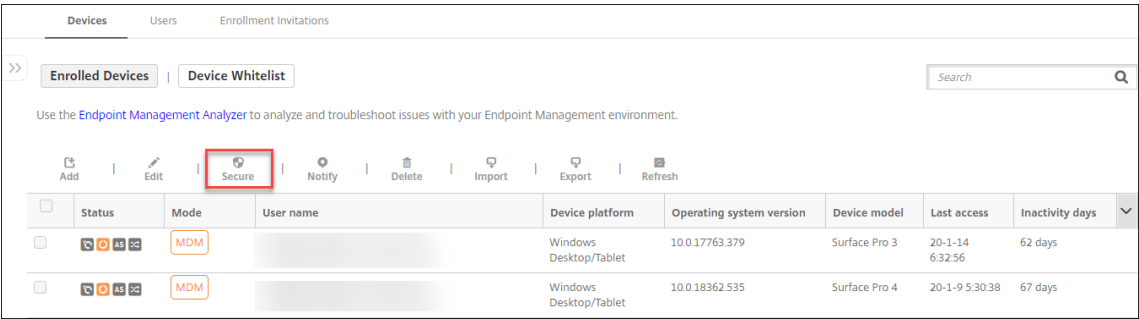 Devices Users Enrollment Invitations
Enrolled Devices | Device Whitelist Search
Use the Endpoint Management Analyzer to analyze and troubleshoot issues with your Endpoint Management environment.
Add | Edit | Secure | Notify | Delete | Import | Export | Refresh
Status Mode User name Device platform Operating system version Device model Last access Inactivity days
AS MDM Windows Desktop/Tablet 10.0.17763.379 Surface Pro 3 20-1-14 6:32:56 62 days
AS MDM Windows Desktop/Tablet 10.0.18362.535 Surface Pro 4 20-1-9 5:30:38 67 days